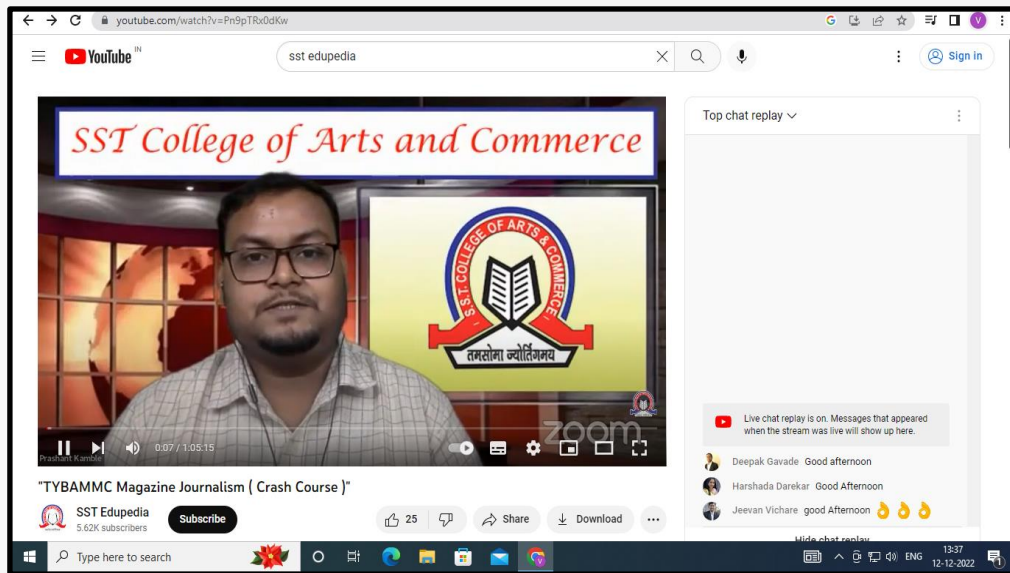 youtube.com/watch?v=Pn9pTRx0dKw
YouTube IN
sst edupedia
Sign in
SST College of Arts and Commerce
S.S.T. COLLEGE OF ARTS & COMMERCE
तमसोमा ज्योर्तिगमय
zoom
0:07 / 1:05:15
Prashant Kamble
"TYBAMMC Magazine Journalism ( Crash Course )"
SST Edupedia
5.62K subscribers
Subscribe
25
Share
Download
Top chat replay
Live chat replay is on. Messages that appeared
when the stream was live will show up here.
Deepak Gavade Good afternoon
Harshada Darekar Good Afternoon
Jeevan Vichare good Afternoon 👌👌👌
Hide chat replay
Type here to search
ENG
13:37
12-12-2022